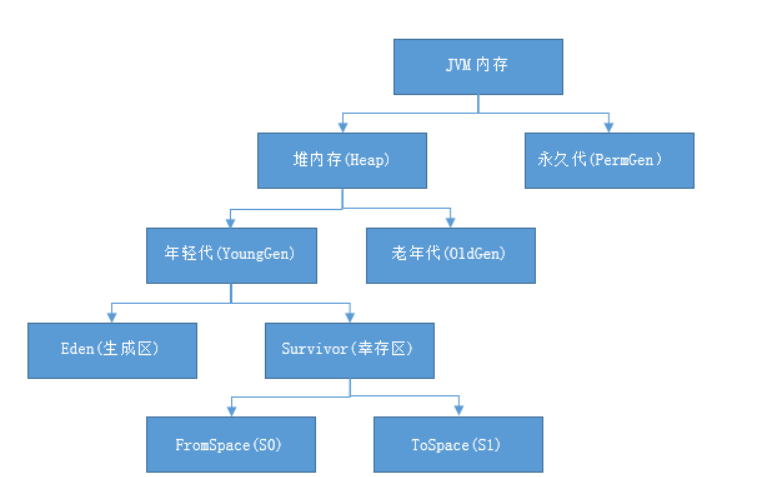 JVM 内存
堆内存(Heap)
永久代(PermGen）
年轻代(YoungGen)
老年代(OldGen)
Eden(生成区)
Survivor(幸存区)
FromSpace(S0)
ToSpace(S1)